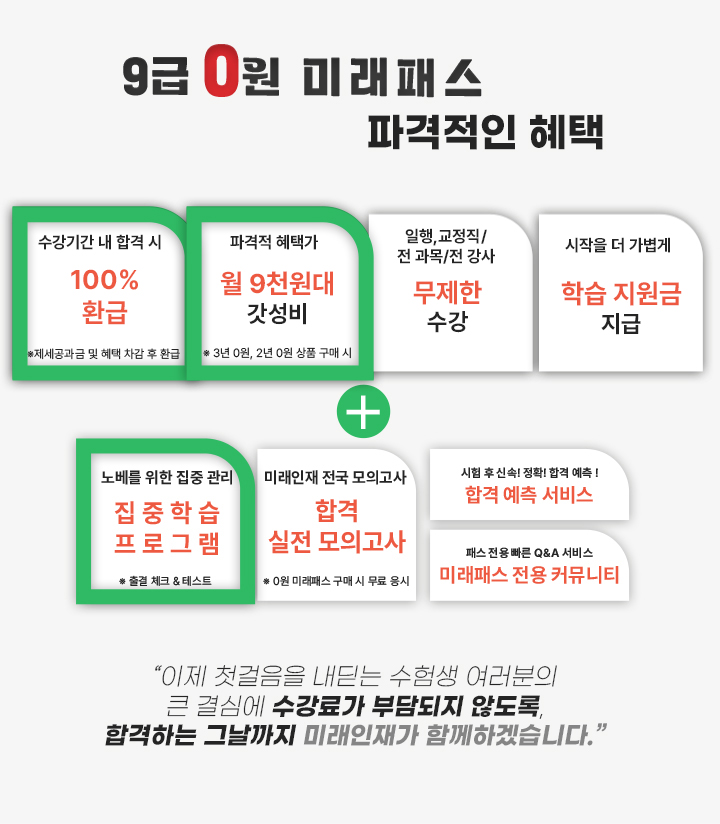 9급 0원 미래패스
파격적인 혜택
수강기간 내 합격 시
100%
환급
※제세공과금 및 혜택 차감 후 환급
파격적 혜택가
월 9천원대
갓성비
※ 3년 0원, 2년 0원 상품 구매 시
일행,교정직/
전 과목/전 강사
무제한
수강
시작을 더 가볍게
학습 지원금
지급
노베를 위한 집중 관리
집 중 학 습
프 로 그 램
※ 출결 체크 & 테스트
미래인재 전국 모의고사
합격
실전 모의고사
※ 0원 미래패스 구매 시 무료 응시
시험 후 신속! 정확! 합격 예측 !
합격 예측 서비스
패스 전용 빠른 Q&A 서비스
미래패스 전용 커뮤니티
“이제 첫걸음을 내딛는 수험생 여러분의
큰 결심에 수강료가 부담되지 않도록,
합격하는 그날까지 미래인재가 함께하겠습니다.”